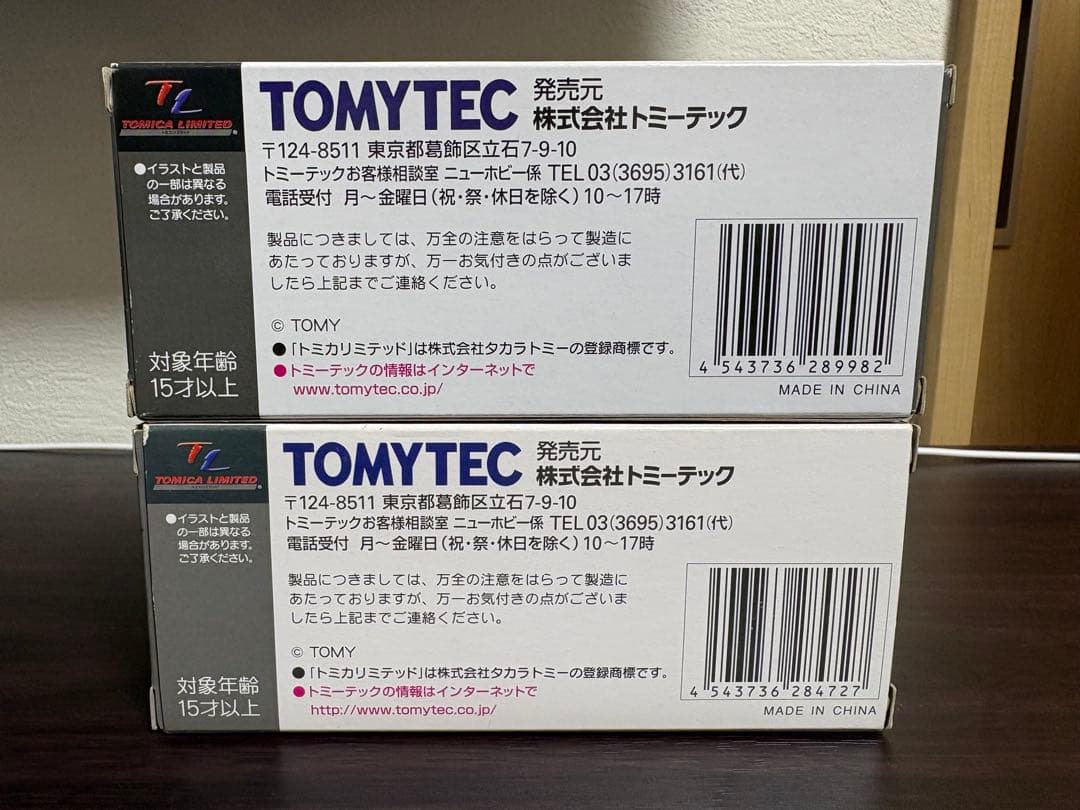 TL
TOMICA LIMITED
●イラストと製品
の一部は異なる
場合があります。
ご了承ください。
対象年齢
15才以上
TOMYTEC 発売元
株式会社トミーテック
〒124-8511 東京都葛飾区立石7-9-10
トミーテックお客様相談室 ニューホビー係 TEL 03(3695)3161(代)
電話受付 月〜金曜日(祝・祭・休日を除く)10〜17時
製品につきましては、万全の注意をはらって製造に
あたっておりますが、万一お気付きの点がございま
したら上記までご連絡ください。
© TOMY
●「トミカリミテッド」は株式会社タカラトミーの登録商標です。
●トミーテックの情報はインターネットで
www.tomytec.co.jp/
4 543736 289982
MADE IN CHINA
TL
TOMICA LIMITED
●イラストと製品
の一部は異なる
場合があります。
ご了承ください。
対象年齢
15才以上
TOMYTEC 発売元
株式会社トミーテック
〒124-8511 東京都葛飾区立石7-9-10
トミーテックお客様相談室 ニューホビー係 TEL 03(3695)3161(代)
電話受付 月〜金曜日(祝・祭・休日を除く)10〜17時
製品につきましては、万全の注意をはらって製造に
あたっておりますが、万一お気付きの点がございま
したら上記までご連絡ください。
© TOMY
●「トミカリミテッド」は株式会社タカラトミーの登録商標です。
●トミーテックの情報はインターネットで
http://www.tomytec.co.jp/
4 543736 284727
MADE IN CHINA